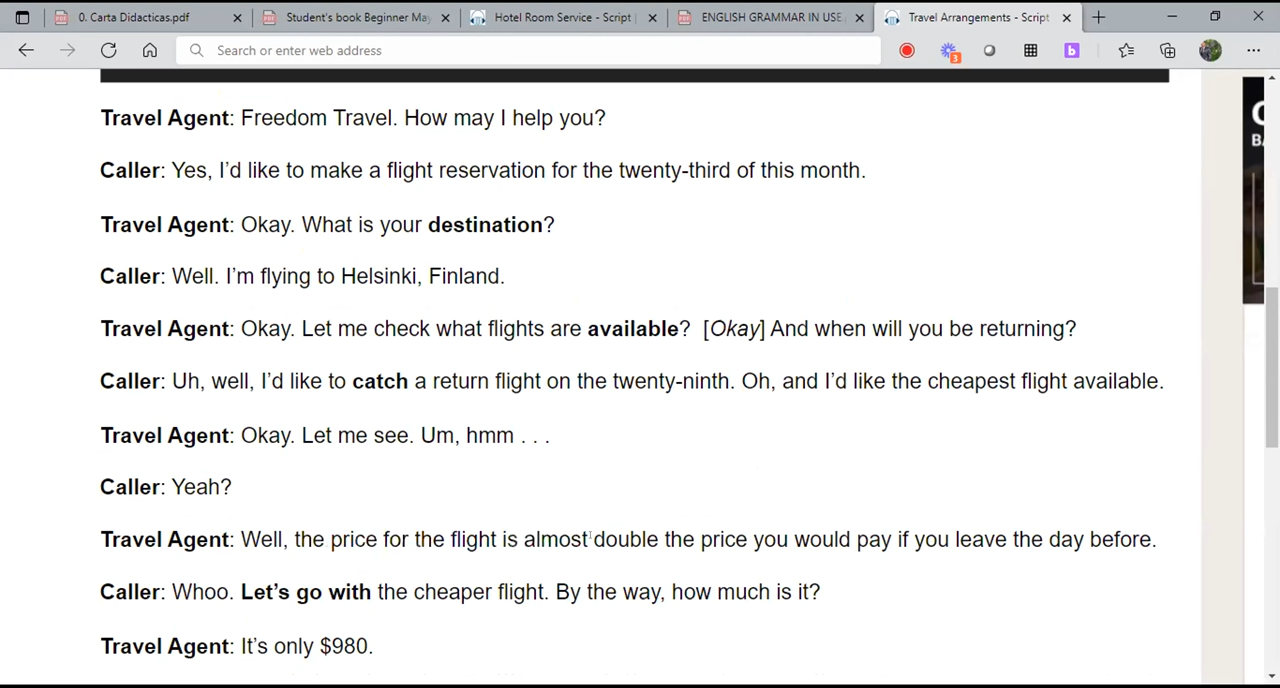 0. Carta Didacticas.pdf
Student's book Beginner May
Hotel Room Service - Script
ENGLISH GRAMMAR IN USE.
Travel Arrangements - Script
Search or enter web address
3
b
Travel Agent: Freedom Travel. How may I help you?
Caller: Yes, I’d like to make a flight reservation for the twenty-third of this month.
Travel Agent: Okay. What is your destination?
Caller: Well. I’m flying to Helsinki, Finland.
Travel Agent: Okay. Let me check what flights are available? [Okay] And when will you be returning?
Caller: Uh, well, I’d like to catch a return flight on the twenty-ninth. Oh, and I’d like the cheapest flight available.
Travel Agent: Okay. Let me see. Um, hmm . . .
Caller: Yeah?
Travel Agent: Well, the price for the flight is almost double the price you would pay if you leave the day before.
Caller: Whoo. Let’s go with the cheaper flight. By the way, how much is it?
Travel Agent: It’s only $980.